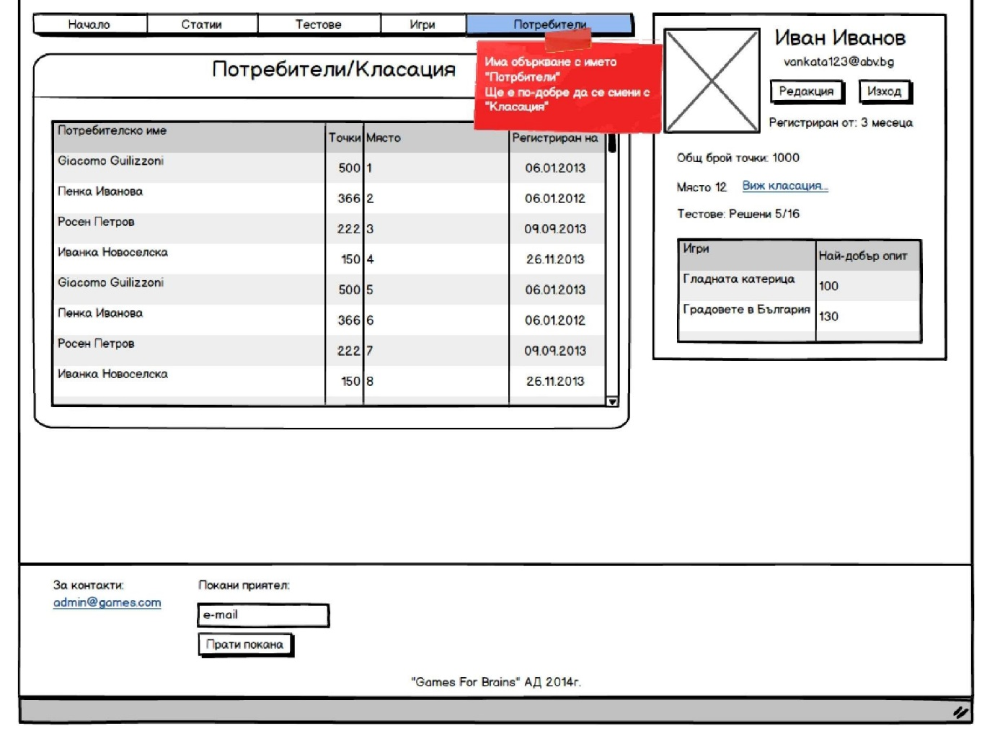 Начало Статии Тестове Игри Потребители
Потребители/Класация
Има объркване с името
"Потрбители"
Ще е по-добре да се смени с
"Класация"
Потребителско име Точки Място Регистриран на
Giacomo Guilizzoni 500 1 06.01.2013
Пенка Иванова 366 2 06.01.2012
Росен Петров 222 3 09.09.2013
Иванка Новоселска 150 4 26.11.2013
Giacomo Guilizzoni 500 5 06.01.2013
Пенка Иванова 366 6 06.01.2012
Росен Петров 222 7 09.09.2013
Иванка Новоселска 150 8 26.11.2013
Иван Иванов
vankata123@abv.bg
Редакция Изход
Регистриран от: 3 месеца
Общ брой точки: 1000
Място 12 Виж класация...
Тестове: Решени 5/16
Игри Най-добър опит
Гладната катерица 100
Градовете в България 130
За контакти:
admin@games.com
Покани приятел:
e-mail
Прати покана
"Games For Brains" АД 2014г.